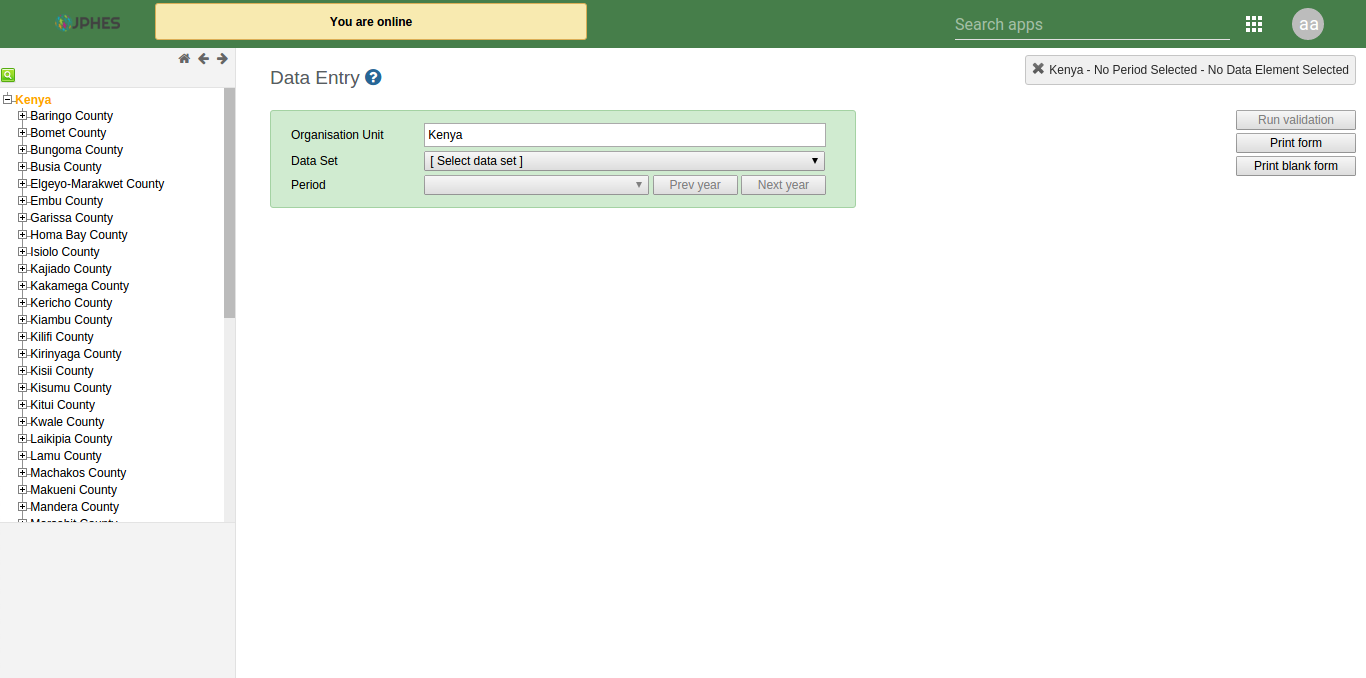 JPHES
You are online
Search apps
aa
Data Entry
Kenya - No Period Selected - No Data Element Selected
Kenya
Baringo County
Bomet County
Bungoma County
Busia County
Elgeyo-Marakwet County
Embu County
Garissa County
Homa Bay County
Isiolo County
Kajiado County
Kakamega County
Kericho County
Kiambu County
Kilifi County
Kirinyaga County
Kisii County
Kisumu County
Kitui County
Kwale County
Laikipia County
Lamu County
Machakos County
Makueni County
Mandera County
Organisation Unit Kenya
Data Set [ Select data set ]
Period Prev year Next year
Run validation
Print form
Print blank form